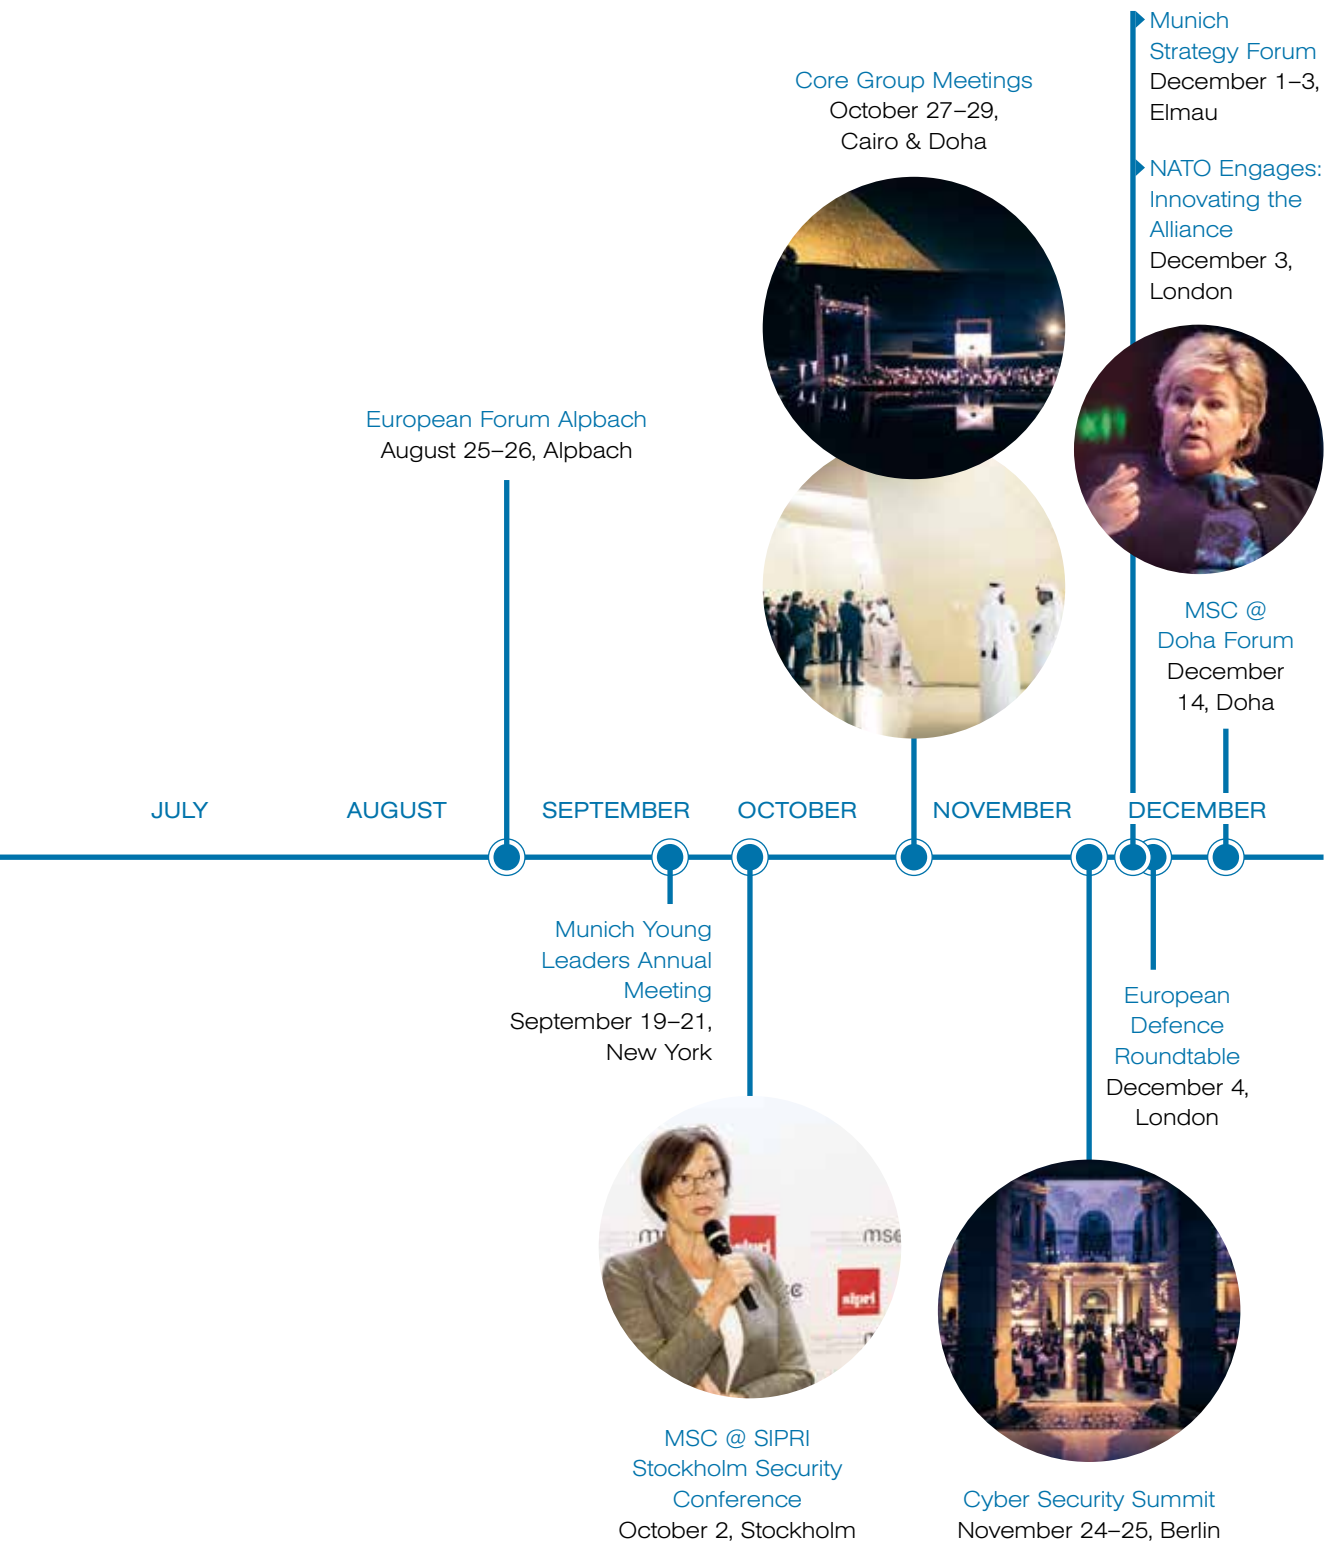 Munich
Strategy Forum
December 1–3,
Elmau
NATO Engages:
Innovating the
Alliance
December 3,
London
Core Group Meetings
October 27–29,
Cairo & Doha
European Forum Alpbach
August 25–26, Alpbach
MSC @
Doha Forum
December
14, Doha
JULY
AUGUST
SEPTEMBER
OCTOBER
NOVEMBER
DECEMBER
Munich Young
Leaders Annual
Meeting
September 19–21,
New York
European
Defence
Roundtable
December 4,
London
msc
sipri
MSC @ SIPRI
Stockholm Security
Conference
October 2, Stockholm
Cyber Security Summit
November 24–25, Berlin